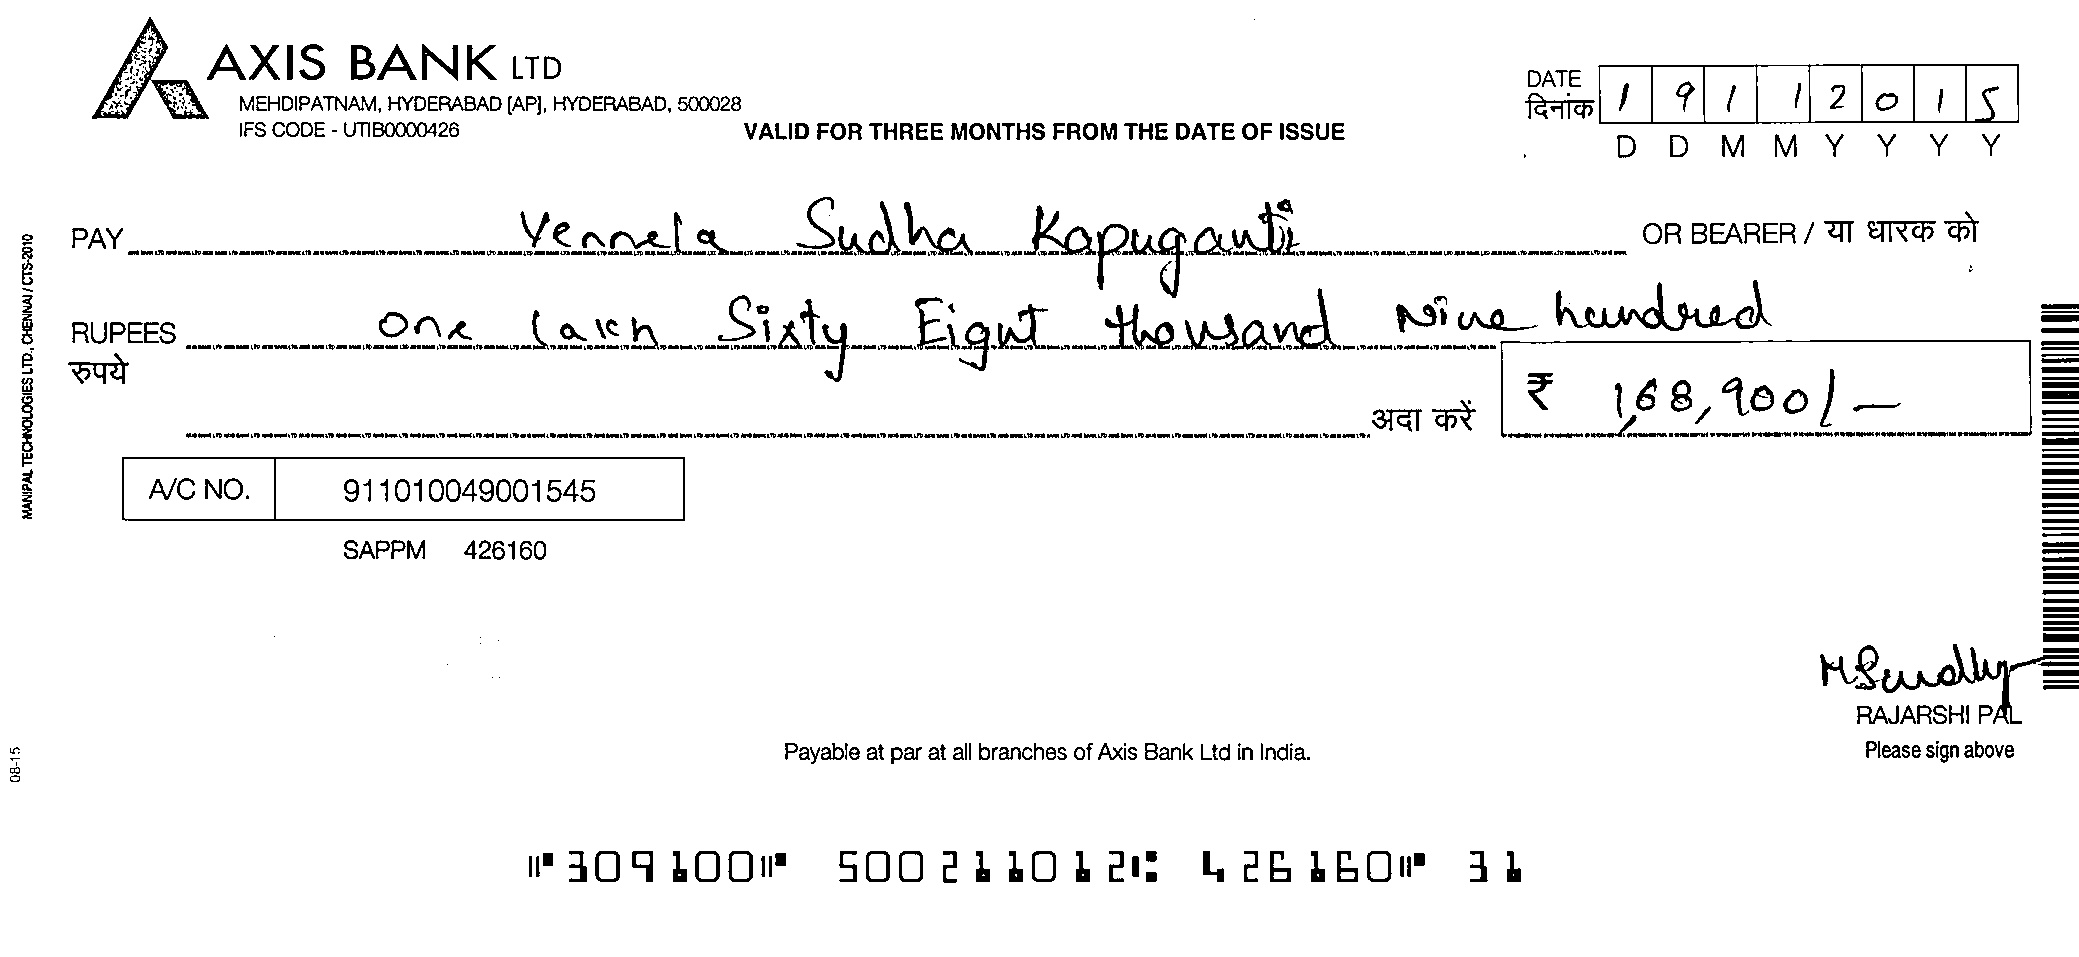 AXIS BANK LTD
MEHDIPATNAM, HYDERABAD [AP], HYDERABAD, 500028
IFS CODE - UTIB0000426
VALID FOR THREE MONTHS FROM THE DATE OF ISSUE
DATE
दिनांक 1 9 1 1 2 0 1 5
D D M M Y Y Y Y
PAY Vennela Sudha Kapuganti OR BEARER / या धारक को
RUPEES One lakh Sixty Eight thousand Nine hundred
रुपये
अदा करें ₹ 1,68,900/-
A/C NO. 911010049001545
SAPPM 426160
MANIPAL TECHNOLOGIES LTD., CHENNAI / CTS-2010
RAJARSHI PAL
Please sign above
Payable at par at all branches of Axis Bank Ltd in India.
08-15
⑈309100⑈ 500211012⑆ 426160⑈ 31